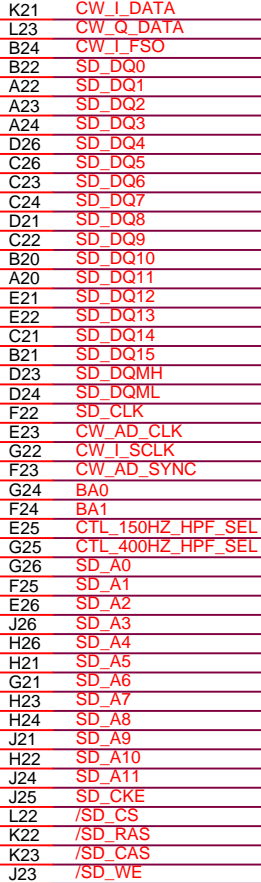 K21 CW_I_DATA
L23 CW_Q_DATA
B24 CW_I_FSO
B22 SD_DQ0
A22 SD_DQ1
A23 SD_DQ2
A24 SD_DQ3
D26 SD_DQ4
C26 SD_DQ5
C23 SD_DQ6
C24 SD_DQ7
D21 SD_DQ8
C22 SD_DQ9
B20 SD_DQ10
A20 SD_DQ11
E21 SD_DQ12
E22 SD_DQ13
C21 SD_DQ14
B21 SD_DQ15
D23 SD_DQMH
D24 SD_DQML
F22 SD_CLK
E23 CW_AD_CLK
G22 CW_I_SCLK
F23 CW_AD_SYNC
G24 BA0
F24 BA1
E25 CTL_150HZ_HPF_SEL
G25 CTL_400HZ_HPF_SEL
G26 SD_A0
F25 SD_A1
E26 SD_A2
J26 SD_A3
H26 SD_A4
H21 SD_A5
G21 SD_A6
H23 SD_A7
H24 SD_A8
J21 SD_A9
H22 SD_A10
J24 SD_A11
J25 SD_CKE
L22 /SD_CS
K22 /SD_RAS
K23 /SD_CAS
J23 /SD_WE